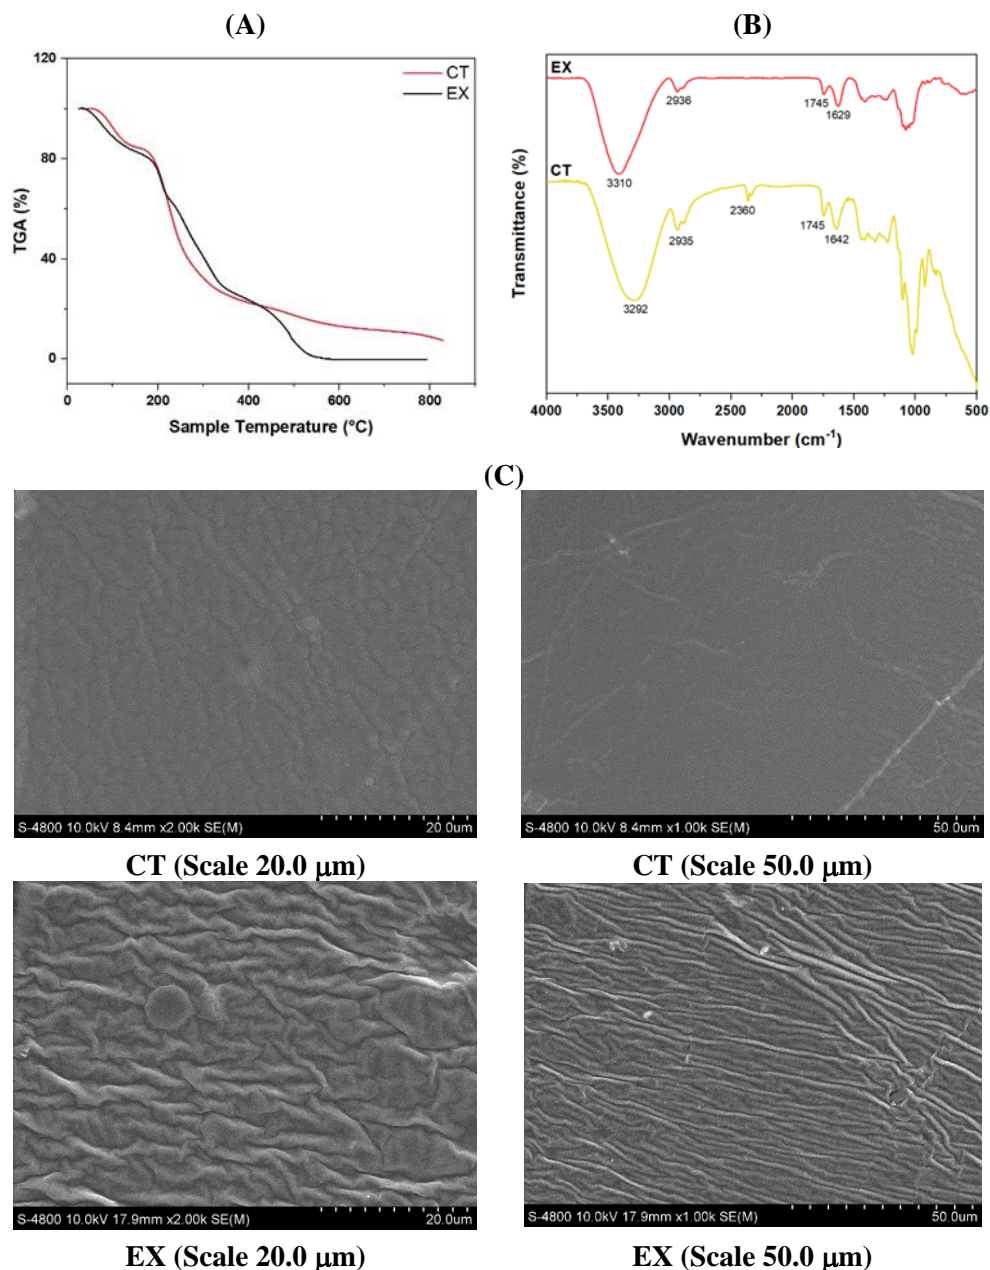 (A)
120
80
40
0
TGA (%)
CT
EX
0 200 400 600 800
Sample Temperature (°C)
(B)
EX
2936
1745
1629
3310
CT
2360
2935
1745
1642
3292
Transmittance (%)
4000 3500 3000 2500 2000 1500 1000 500
Wavenumber (cm⁻¹)
(C)
S-4800 10.0kV 8.4mm x2.00k SE(M) 20.0um
S-4800 10.0kV 8.4mm x1.00k SE(M) 50.0um
CT (Scale 20.0 μm)
CT (Scale 50.0 μm)
S-4800 10.0kV 17.9mm x2.00k SE(M) 20.0um
S-4800 10.0kV 17.9mm x1.00k SE(M) 50.0um
EX (Scale 20.0 μm)
EX (Scale 50.0 μm)